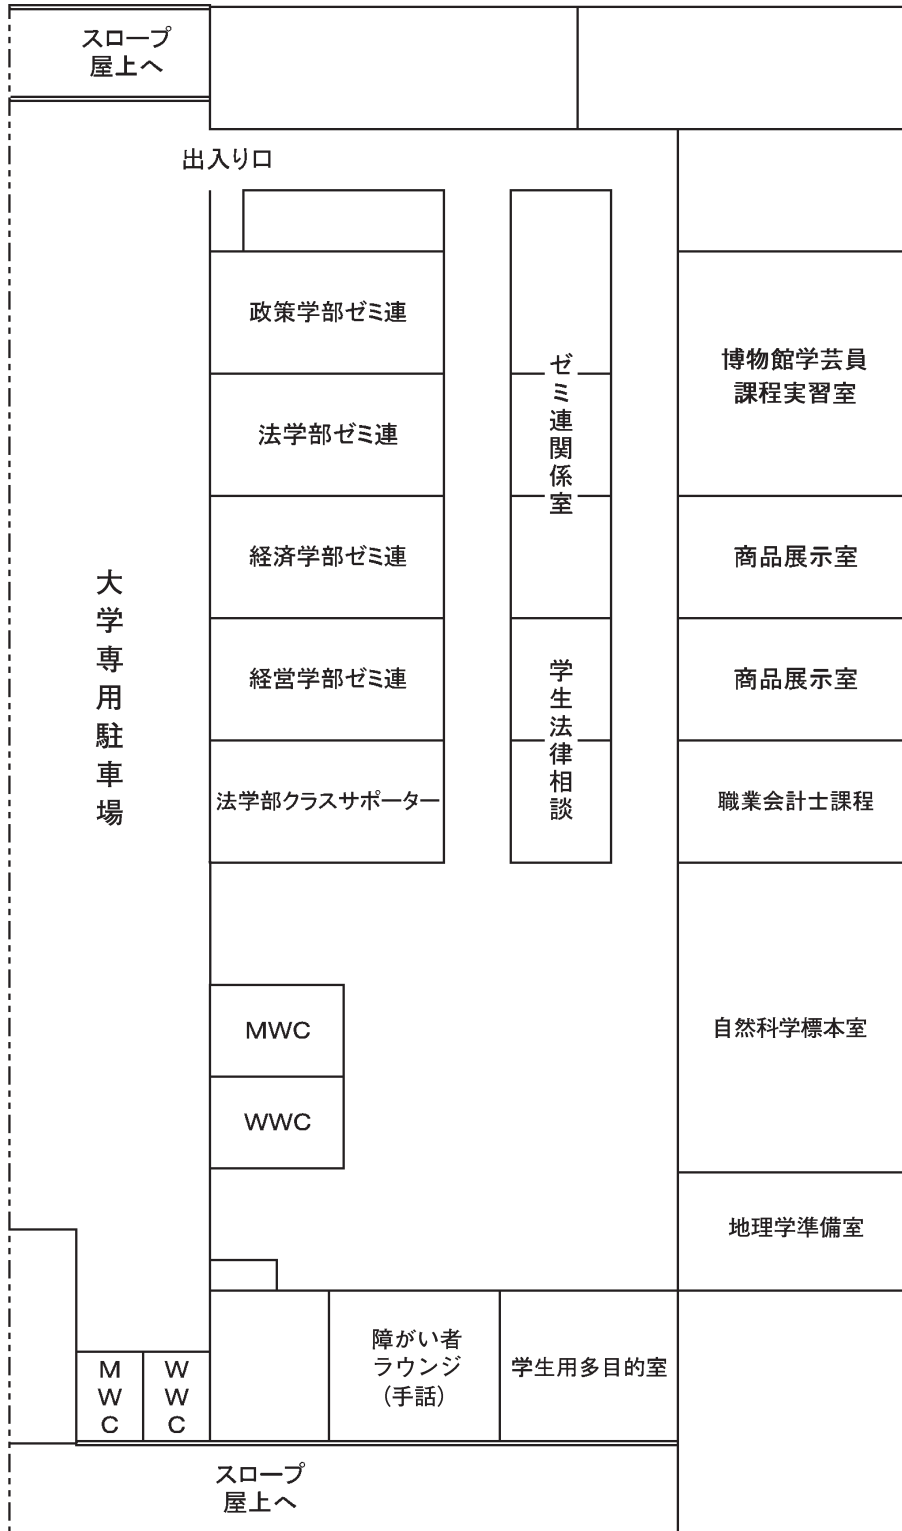 スロープ
屋上へ
出入り口
政策学部ゼミ連
法学部ゼミ連
経済学部ゼミ連
経営学部ゼミ連
法学部クラスサポーター
ゼミ連関係室
学生法律相談
博物館学芸員
課程実習室
商品展示室
商品展示室
職業会計士課程
大学専用駐車場
MWC
WWC
自然科学標本室
地理学準備室
障がい者
ラウンジ
（手話）
学生用多目的室
MWC
WWC
スロープ
屋上へ